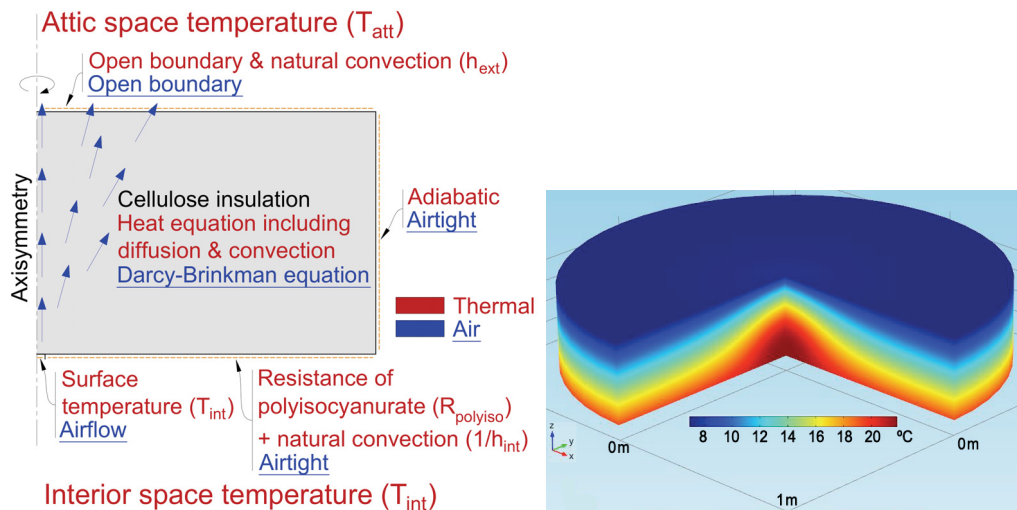 Attic space temperature (Tatt)
Open boundary & natural convection (hext)
Open boundary
Axisymmetry
Cellulose insulation
Heat equation including
diffusion & convection
Darcy-Brinkman equation
Adiabatic
Airtight
Thermal
Air
Surface
temperature (Tint)
Airflow
Resistance of
polyisocyanurate (Rpolyiso)
+ natural convection (1/hint)
Airtight
Interior space temperature (Tint)
8 10 12 14 16 18 20 ºC
0m
0m
1m
z
y
x